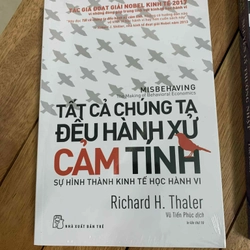 TÁC GIẢ ĐOẠT GIẢI NOBEL KINH TẾ 2013
MISBEHAVING
The Making of Behavioral Economics
TẤT CẢ CHÚNG TA
ĐỀU HÀNH XỬ
CẢM TÍNH
SỰ HÌNH THÀNH KINH TẾ HỌC HÀNH VI
Richard H. Thaler
Vũ Tiến Phúc dịch
NHÀ XUẤT BẢN TRẺ